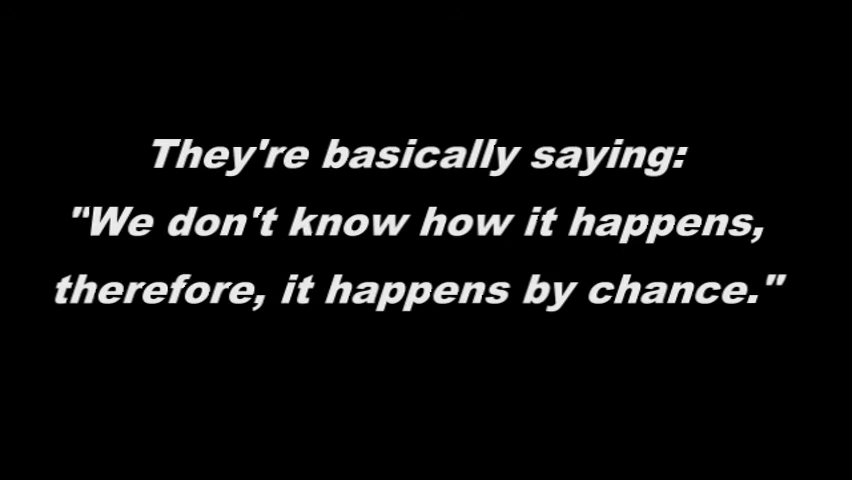 They're basically saying:
"We don't know how it happens,
therefore, it happens by chance."